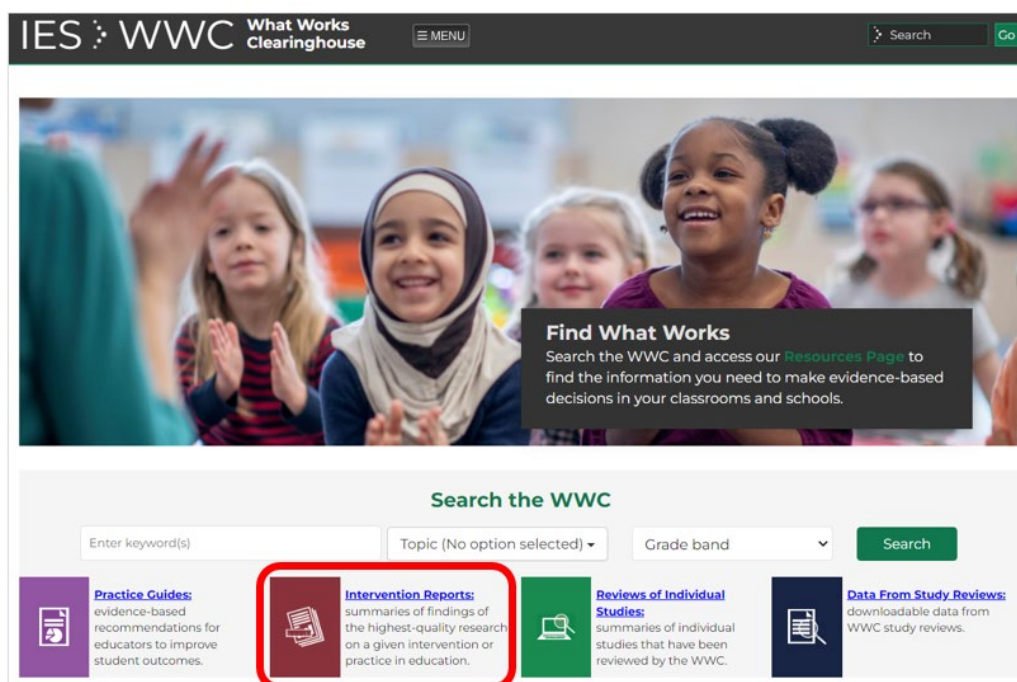 IES WWC What Works
Clearinghouse
☰ MENU
Search
Go
Find What Works
Search the WWC and access our Resources Page to
find the information you need to make evidence-based
decisions in your classrooms and schools.
Search the WWC
Enter keyword(s)
Topic (No option selected)
Grade band
Search
Practice Guides:
evidence-based
recommendations for
educators to improve
student outcomes.
Intervention Reports:
summaries of findings of
the highest-quality research
on a given intervention or
practice in education.
Reviews of Individual
Studies:
summaries of individual
studies that have been
reviewed by the WWC.
Data From Study Reviews:
downloadable data from
WWC study reviews.